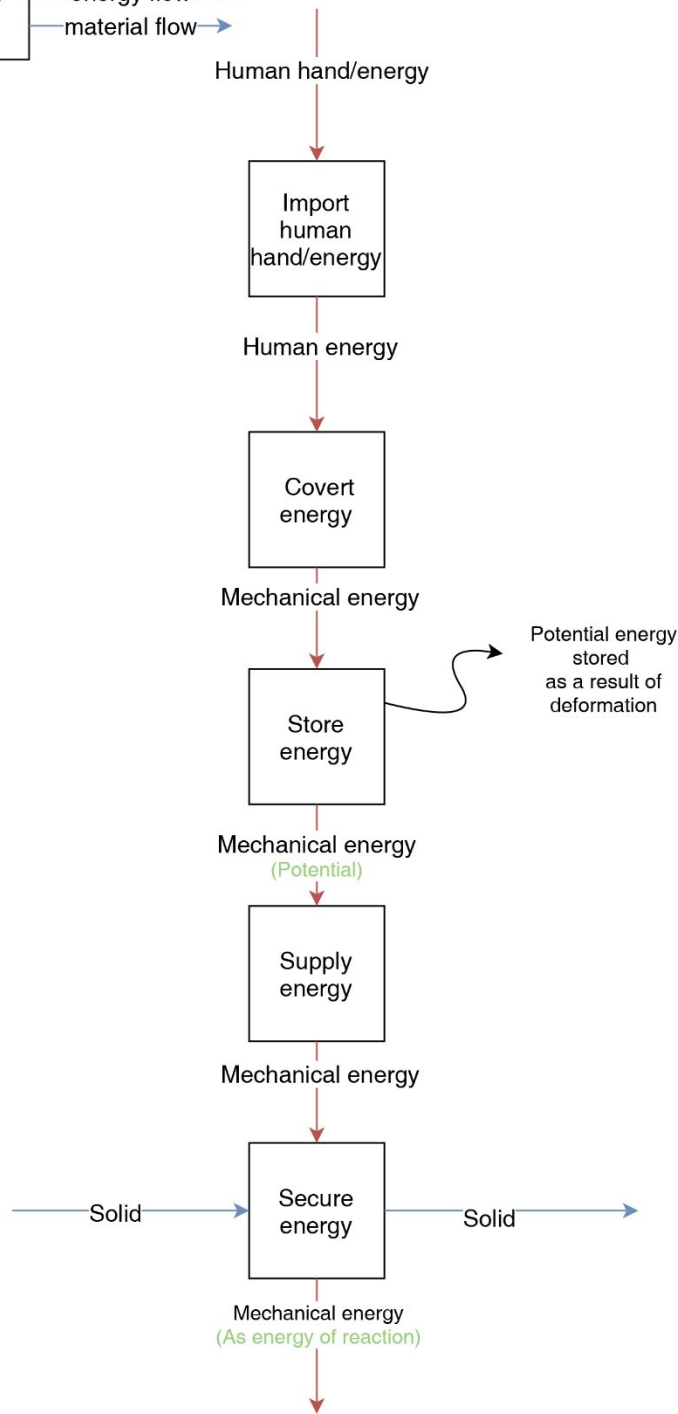 energy flow
material flow
Human hand/energy
Import
human
hand/energy
Human energy
Covert
energy
Mechanical energy
Potential energy
stored
as a result of
deformation
Store
energy
Mechanical energy
(Potential)
Supply
energy
Mechanical energy
Solid
Secure
energy
Solid
Mechanical energy
(As energy of reaction)